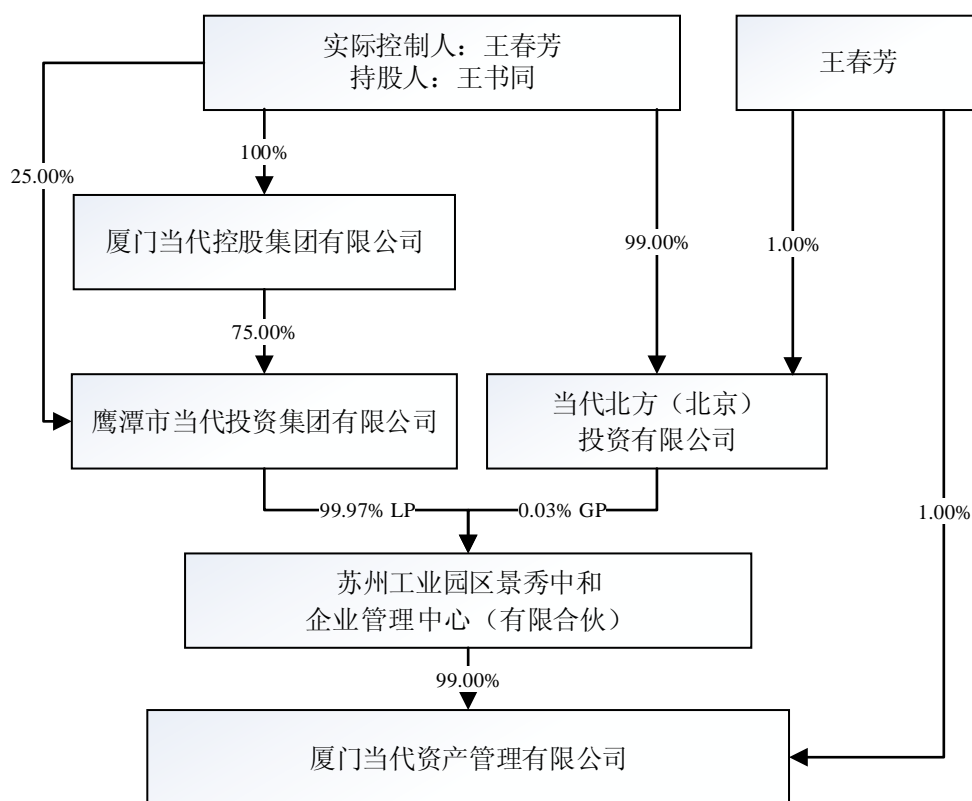 实际控制人：王春芳
持股人：王书同
王春芳
100%
25.00%
厦门当代控股集团有限公司
99.00%
1.00%
75.00%
鹰潭市当代投资集团有限公司
当代北方（北京）
投资有限公司
99.97% LP
0.03% GP
1.00%
苏州工业园区景秀中和
企业管理中心（有限合伙）
99.00%
厦门当代资产管理有限公司